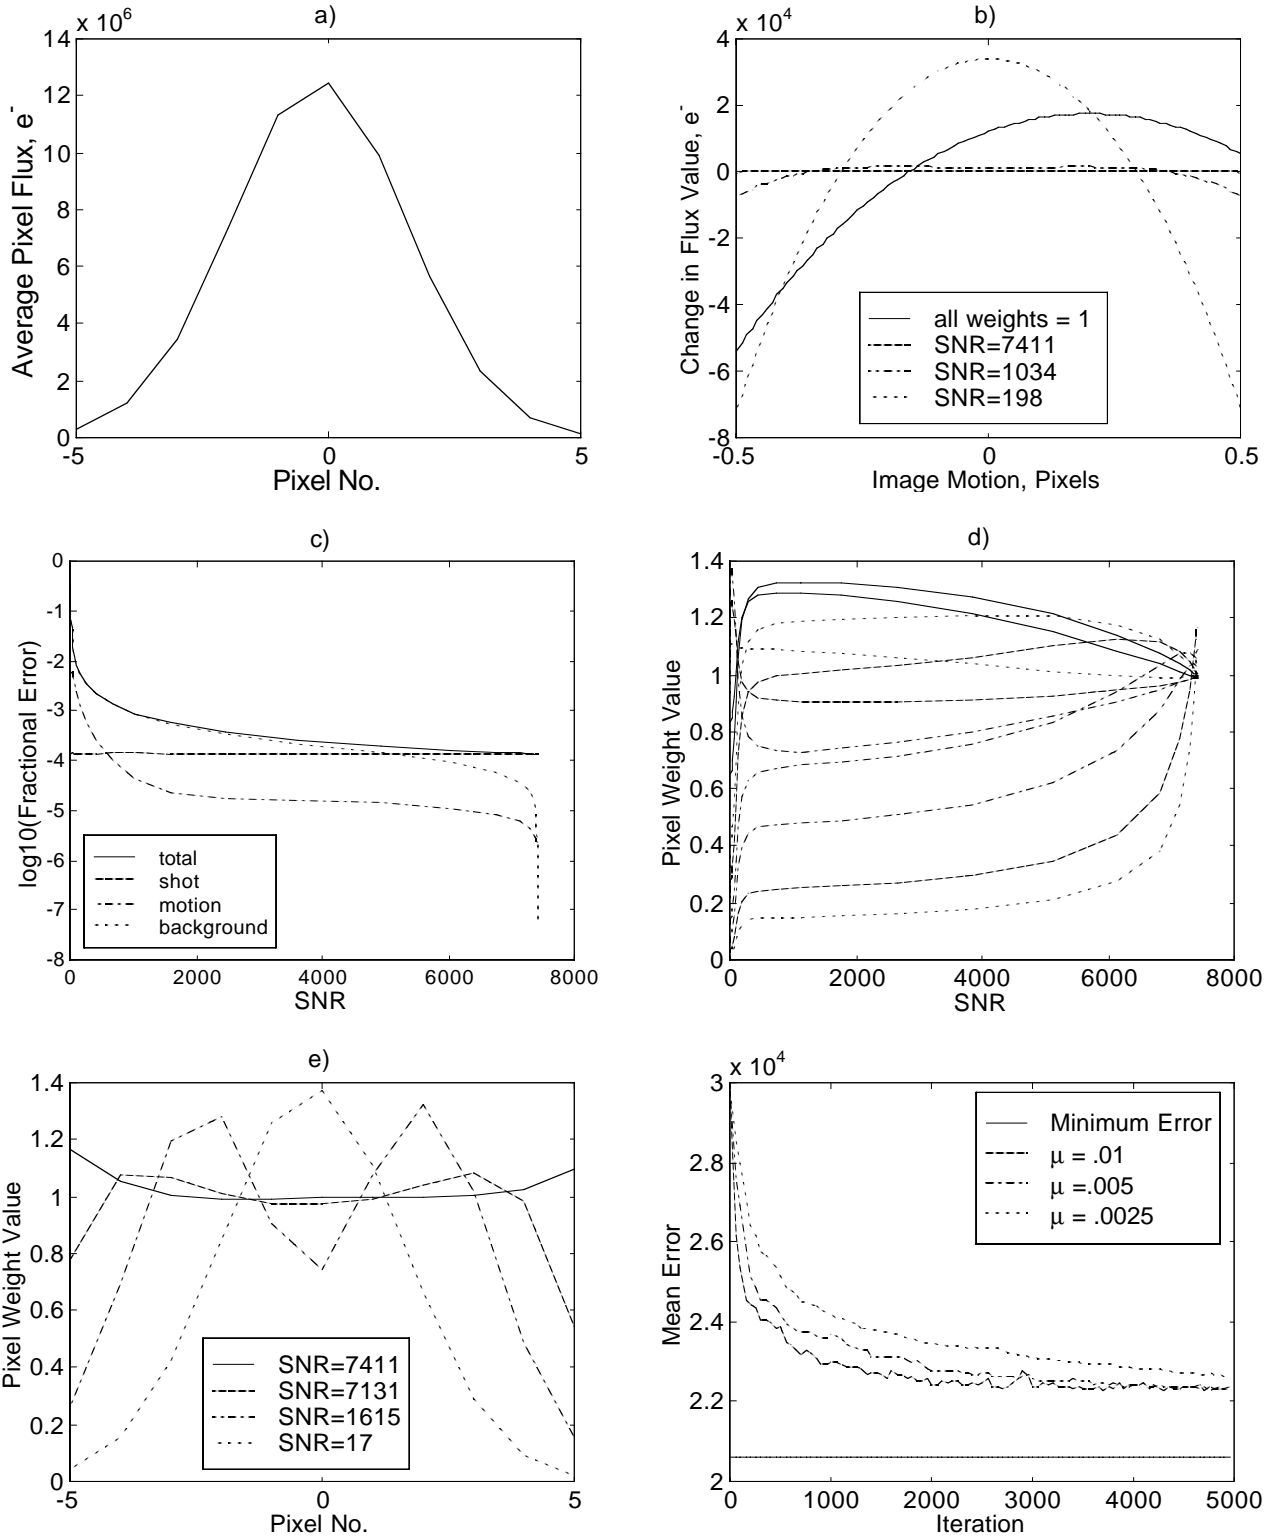 a)
x 10^6
14
12
10
8
6
4
2
0
-5
0
5
Average Pixel Flux, e^-
Pixel No.
b)
x 10^4
4
2
0
-2
-4
-6
-8
-0.5
0
0.5
Change in Flux Value, e^-
Image Motion, Pixels
all weights = 1
SNR=7411
SNR=1034
SNR=198
c)
0
-1
-2
-3
-4
-5
-6
-7
-8
0
2000
4000
6000
8000
log10(Fractional Error)
SNR
total
shot
motion
background
d)
1.4
1.2
1
0.8
0.6
0.4
0.2
0
0
2000
4000
6000
8000
Pixel Weight Value
SNR
e)
1.4
1.2
1
0.8
0.6
0.4
0.2
0
-5
0
5
Pixel Weight Value
Pixel No.
SNR=7411
SNR=7131
SNR=1615
SNR=17
x 10^4
3
2.8
2.6
2.4
2.2
2
0
1000
2000
3000
4000
5000
Mean Error
Iteration
Minimum Error
μ = .01
μ = .005
μ = .0025